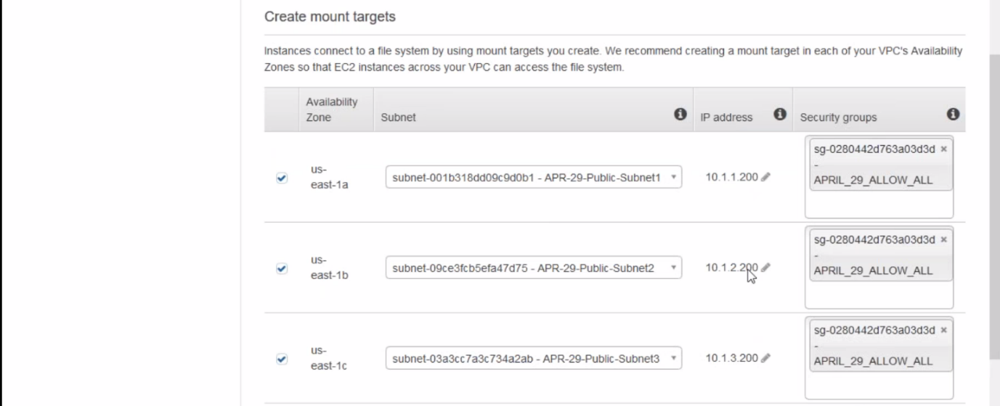 Create mount targets
Instances connect to a file system by using mount targets you create. We recommend creating a mount target in each of your VPC's Availability
Zones so that EC2 instances across your VPC can access the file system.
Availability
Zone
Subnet
IP address
Security groups
us-
east-1a
subnet-001b318dd09c9d0b1 - APR-29-Public-Subnet1
10.1.1.200
sg-0280442d763a03d3d ×
-
APRIL_29_ALLOW_ALL
us-
east-1b
subnet-09ce3fcb5efa47d75 - APR-29-Public-Subnet2
10.1.2.200
sg-0280442d763a03d3d ×
-
APRIL_29_ALLOW_ALL
us-
east-1c
subnet-03a3cc7a3c734a2ab - APR-29-Public-Subnet3
10.1.3.200
sg-0280442d763a03d3d ×
-
APRIL_29_ALLOW_ALL